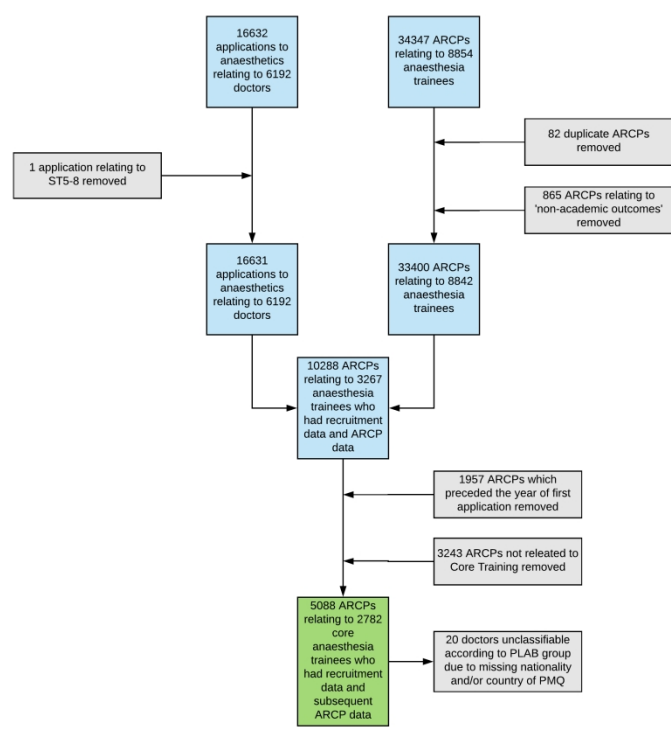 16632
applications to
anaesthetics
relating to 6192
doctors
34347 ARCPs
relating to 8854
anaesthesia
trainees
82 duplicate ARCPs
removed
1 application relating to
ST5-8 removed
865 ARCPs relating to
'non-academic outcomes'
removed
16631
applications to
anaesthetics
relating to 6192
doctors
33400 ARCPs
relating to 8842
anaesthesia
trainees
10288 ARCPs
relating to 3267
anaesthesia
trainees who
had recruitment
data and ARCP
data
1957 ARCPs which
preceded the year of first
application removed
3243 ARCPs not releated to
Core Training removed
5088 ARCPs
relating to 2782
core
anaesthesia
trainees who had
recruitment
data and
subsequent
ARCP data
20 doctors unclassifiable
according to PLAB group
due to missing nationality
and/or country of PMQ